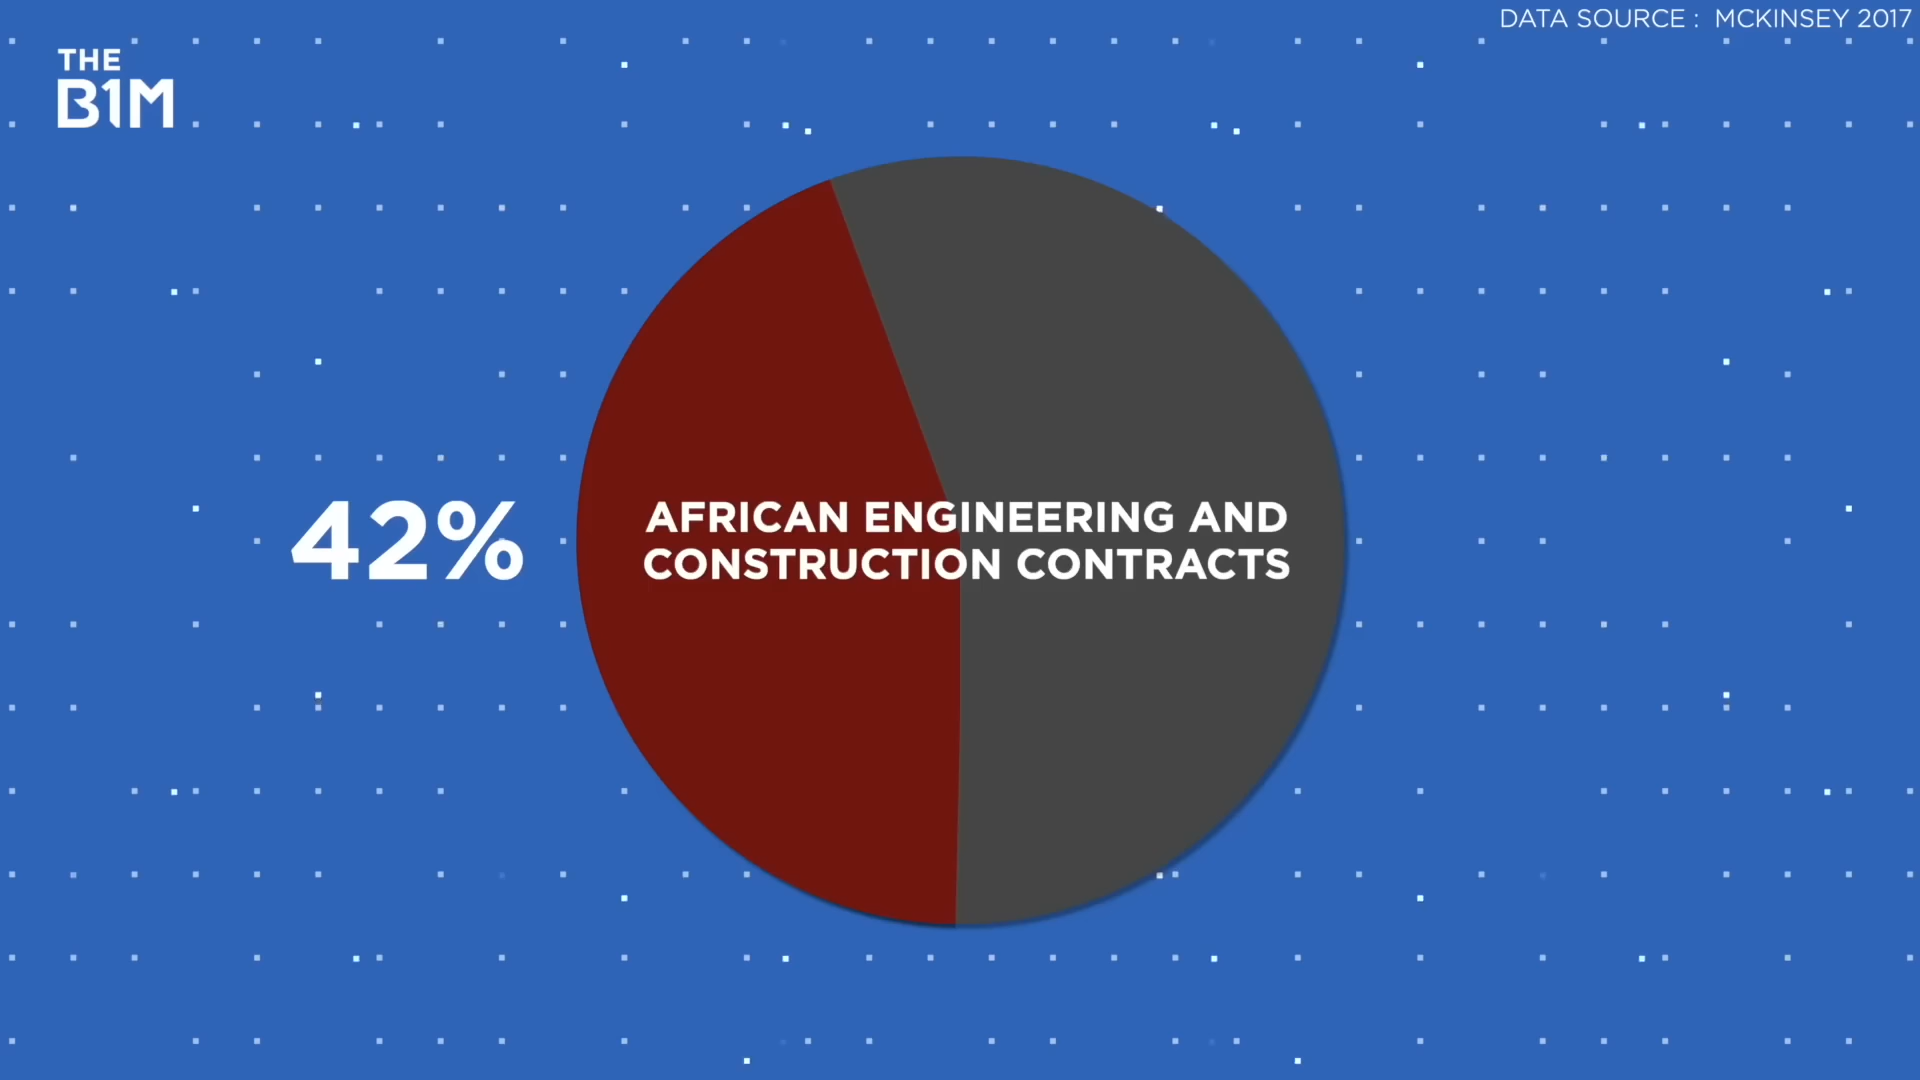 DATA SOURCE : MCKINSEY 2017
THE
B1M
42%
AFRICAN ENGINEERING AND
CONSTRUCTION CONTRACTS